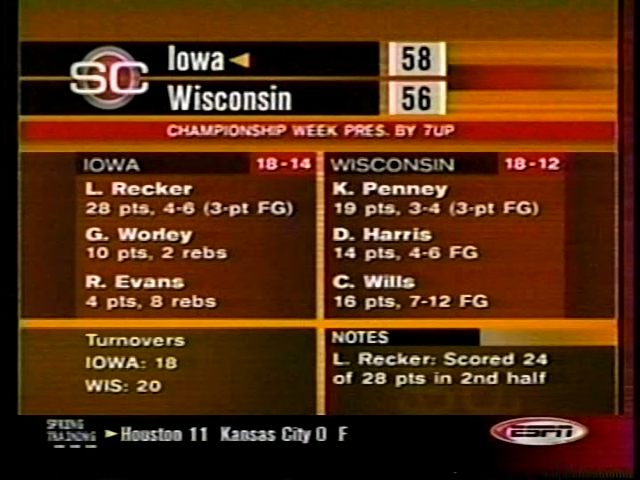 SC
Iowa 58
Wisconsin 56
CHAMPIONSHIP WEEK PRES. BY 7UP
IOWA 18-14
L. Recker
28 pts, 4-6 (3-pt FG)
G. Worley
10 pts, 2 rebs
R. Evans
4 pts, 8 rebs
WISCONSIN 18-12
K. Penney
19 pts, 3-4 (3-pt FG)
D. Harris
14 pts, 4-6 FG
C. Wills
16 pts, 7-12 FG
Turnovers
IOWA: 18
WIS: 20
NOTES
L. Recker: Scored 24
of 28 pts in 2nd half
SPRING
TRAINING
Houston 11 Kansas City 0 F
ESPN